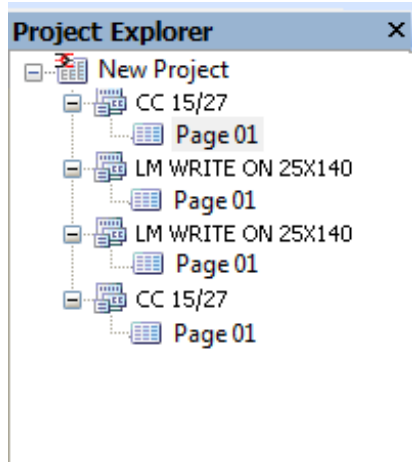 Project Explorer
New Project
CC 15/27
Page 01
LM WRITE ON 25X140
Page 01
LM WRITE ON 25X140
Page 01
CC 15/27
Page 01